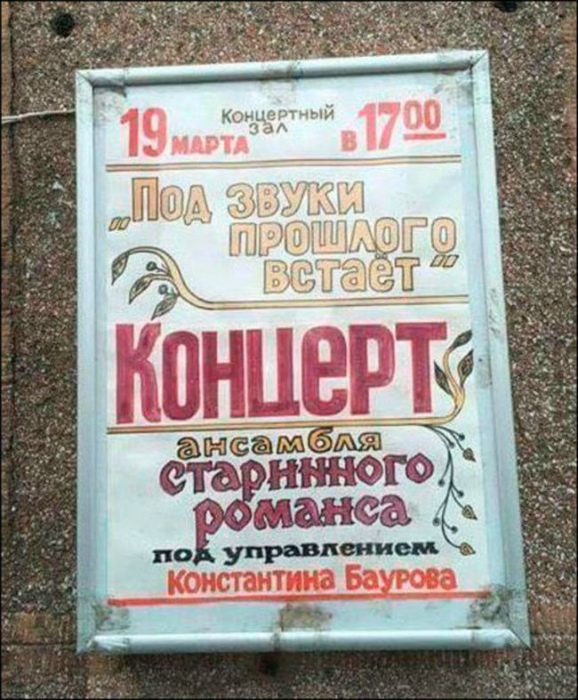 Концертный
19 марта зал в 17 00
„Под звуки
прошлого
встаёт“
Концерт
ансамбля
старинного
романса
под управлением
Константина Баурова